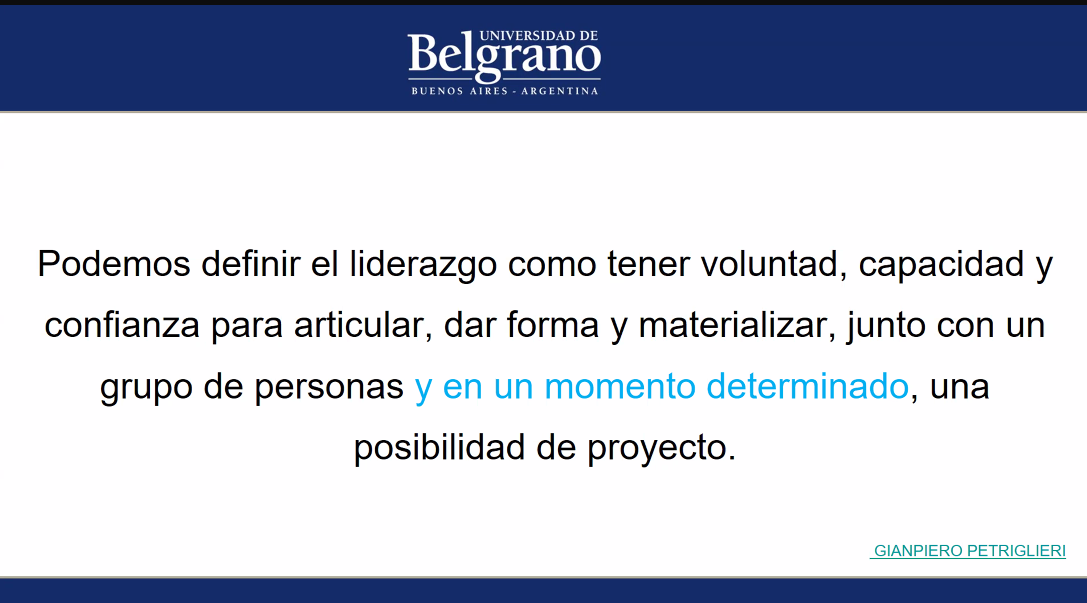 UNIVERSIDAD DE
Belgrano
BUENOS AIRES - ARGENTINA
Podemos definir el liderazgo como tener voluntad, capacidad y
confianza para articular, dar forma y materializar, junto con un
grupo de personas y en un momento determinado, una
posibilidad de proyecto.
GIANPIERO PETRIGLIERI